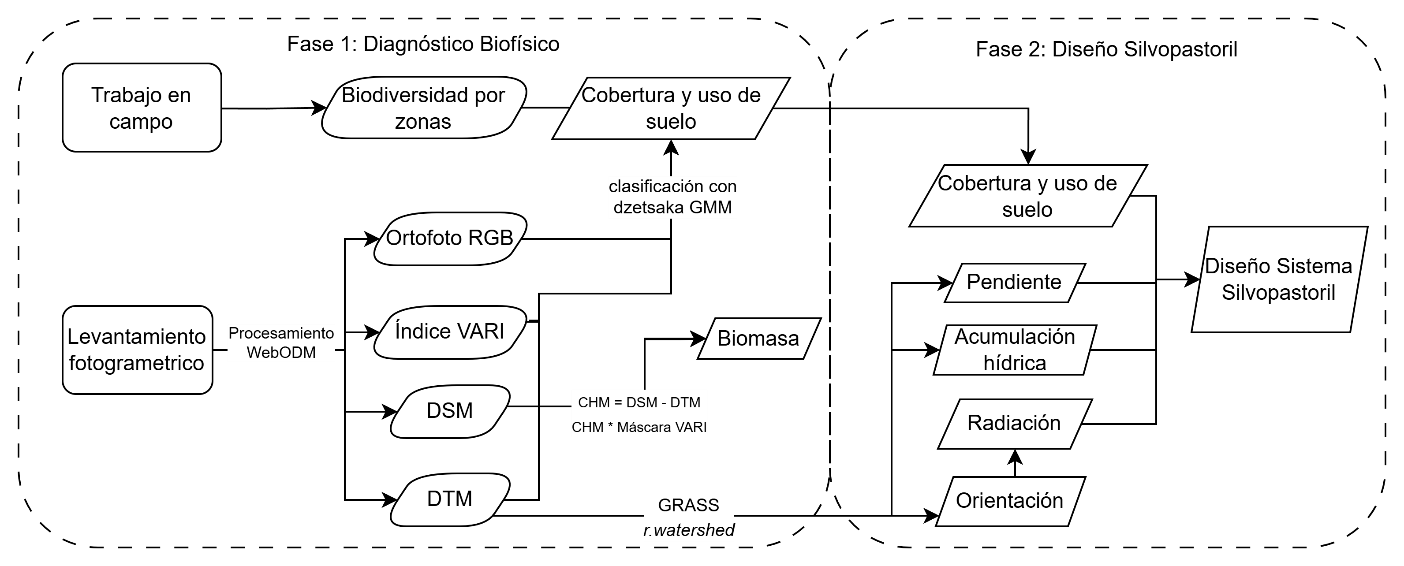 Fase 1: Diagnóstico Biofísico
Trabajo en
campo
Biodiversidad por
zonas
Cobertura y uso de
suelo
clasificación con
dzetsaka GMM
Ortofoto RGB
Levantamiento
fotogrametrico
Procesamiento
WebODM
Índice VARI
Biomasa
DSM
CHM = DSM - DTM
CHM * Máscara VARI
DTM
GRASS
r.watershed
Fase 2: Diseño Silvopastoril
Cobertura y uso de
suelo
Pendiente
Acumulación
hídrica
Radiación
Orientación
Diseño Sistema
Silvopastoril